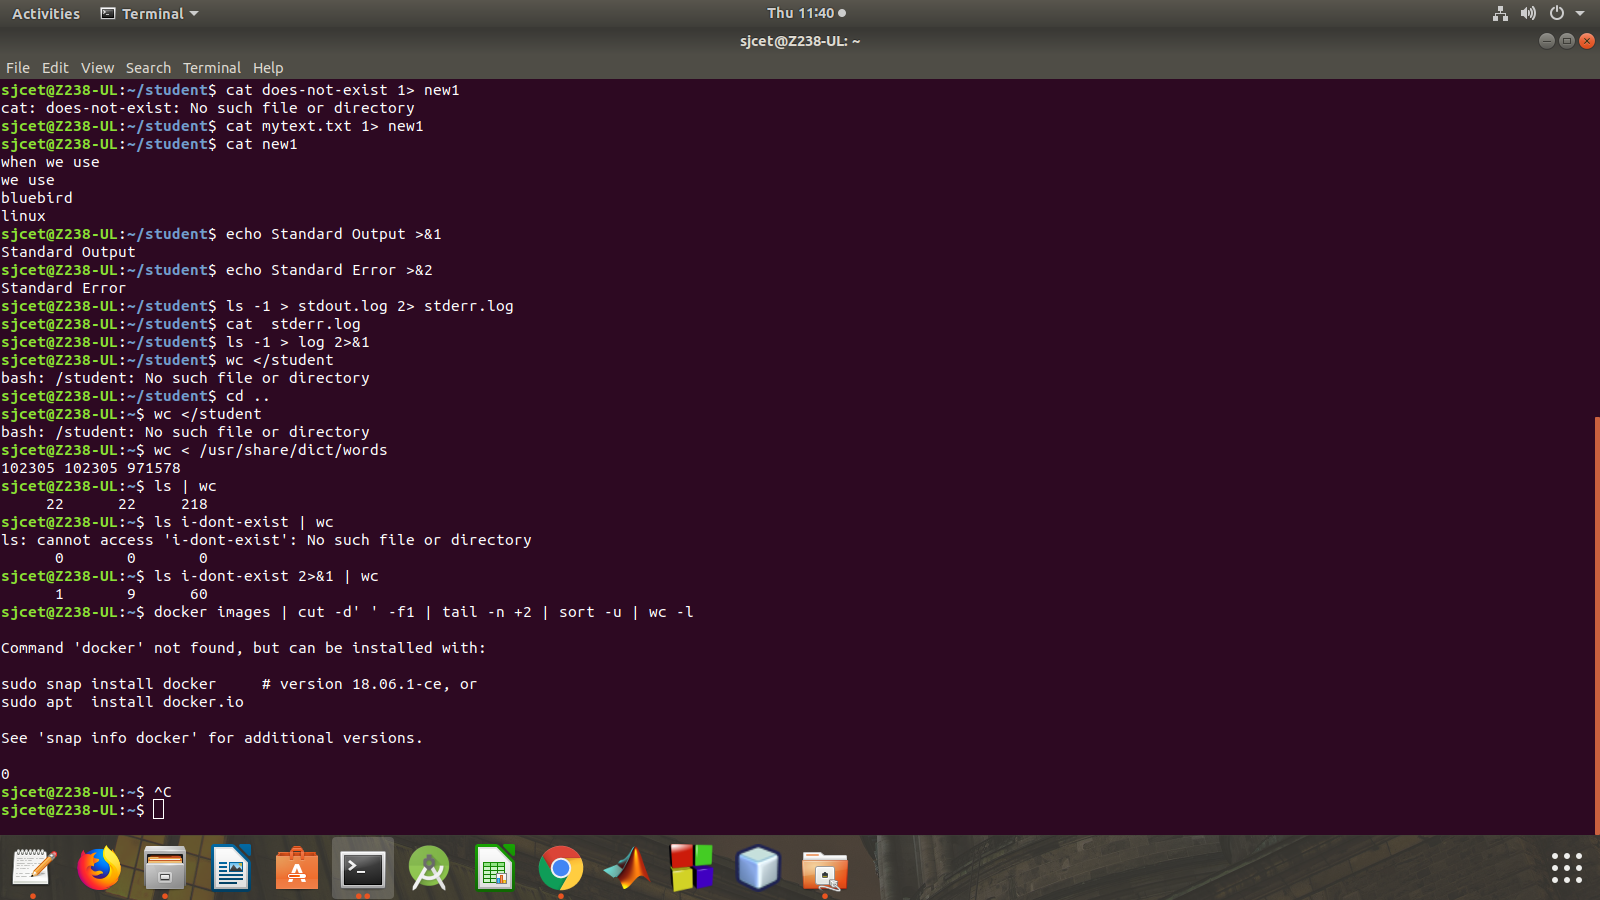 Activities Terminal Thu 11:40
sjcet@Z238-UL: ~
File Edit View Search Terminal Help
sjcet@Z238-UL:~/student$ cat does-not-exist 1> new1
cat: does-not-exist: No such file or directory
sjcet@Z238-UL:~/student$ cat mytext.txt 1> new1
sjcet@Z238-UL:~/student$ cat new1
when we use
we use
bluebird
linux
sjcet@Z238-UL:~/student$ echo Standard Output >&1
Standard Output
sjcet@Z238-UL:~/student$ echo Standard Error >&2
Standard Error
sjcet@Z238-UL:~/student$ ls -1 > stdout.log 2> stderr.log
sjcet@Z238-UL:~/student$ cat  stderr.log
sjcet@Z238-UL:~/student$ ls -1 > log 2>&1
sjcet@Z238-UL:~/student$ wc </student
bash: /student: No such file or directory
sjcet@Z238-UL:~/student$ cd ..
sjcet@Z238-UL:~$ wc </student
bash: /student: No such file or directory
sjcet@Z238-UL:~$ wc < /usr/share/dict/words
102305 102305 971578
sjcet@Z238-UL:~$ ls | wc
     22      22     218
sjcet@Z238-UL:~$ ls i-dont-exist | wc
ls: cannot access 'i-dont-exist': No such file or directory
      0       0       0
sjcet@Z238-UL:~$ ls i-dont-exist 2>&1 | wc
      1       9      60
sjcet@Z238-UL:~$ docker images | cut -d' ' -f1 | tail -n +2 | sort -u | wc -l
Command 'docker' not found, but can be installed with:
sudo snap install docker     # version 18.06.1-ce, or
sudo apt  install docker.io
See 'snap info docker' for additional versions.
0
sjcet@Z238-UL:~$ ^C
sjcet@Z238-UL:~$